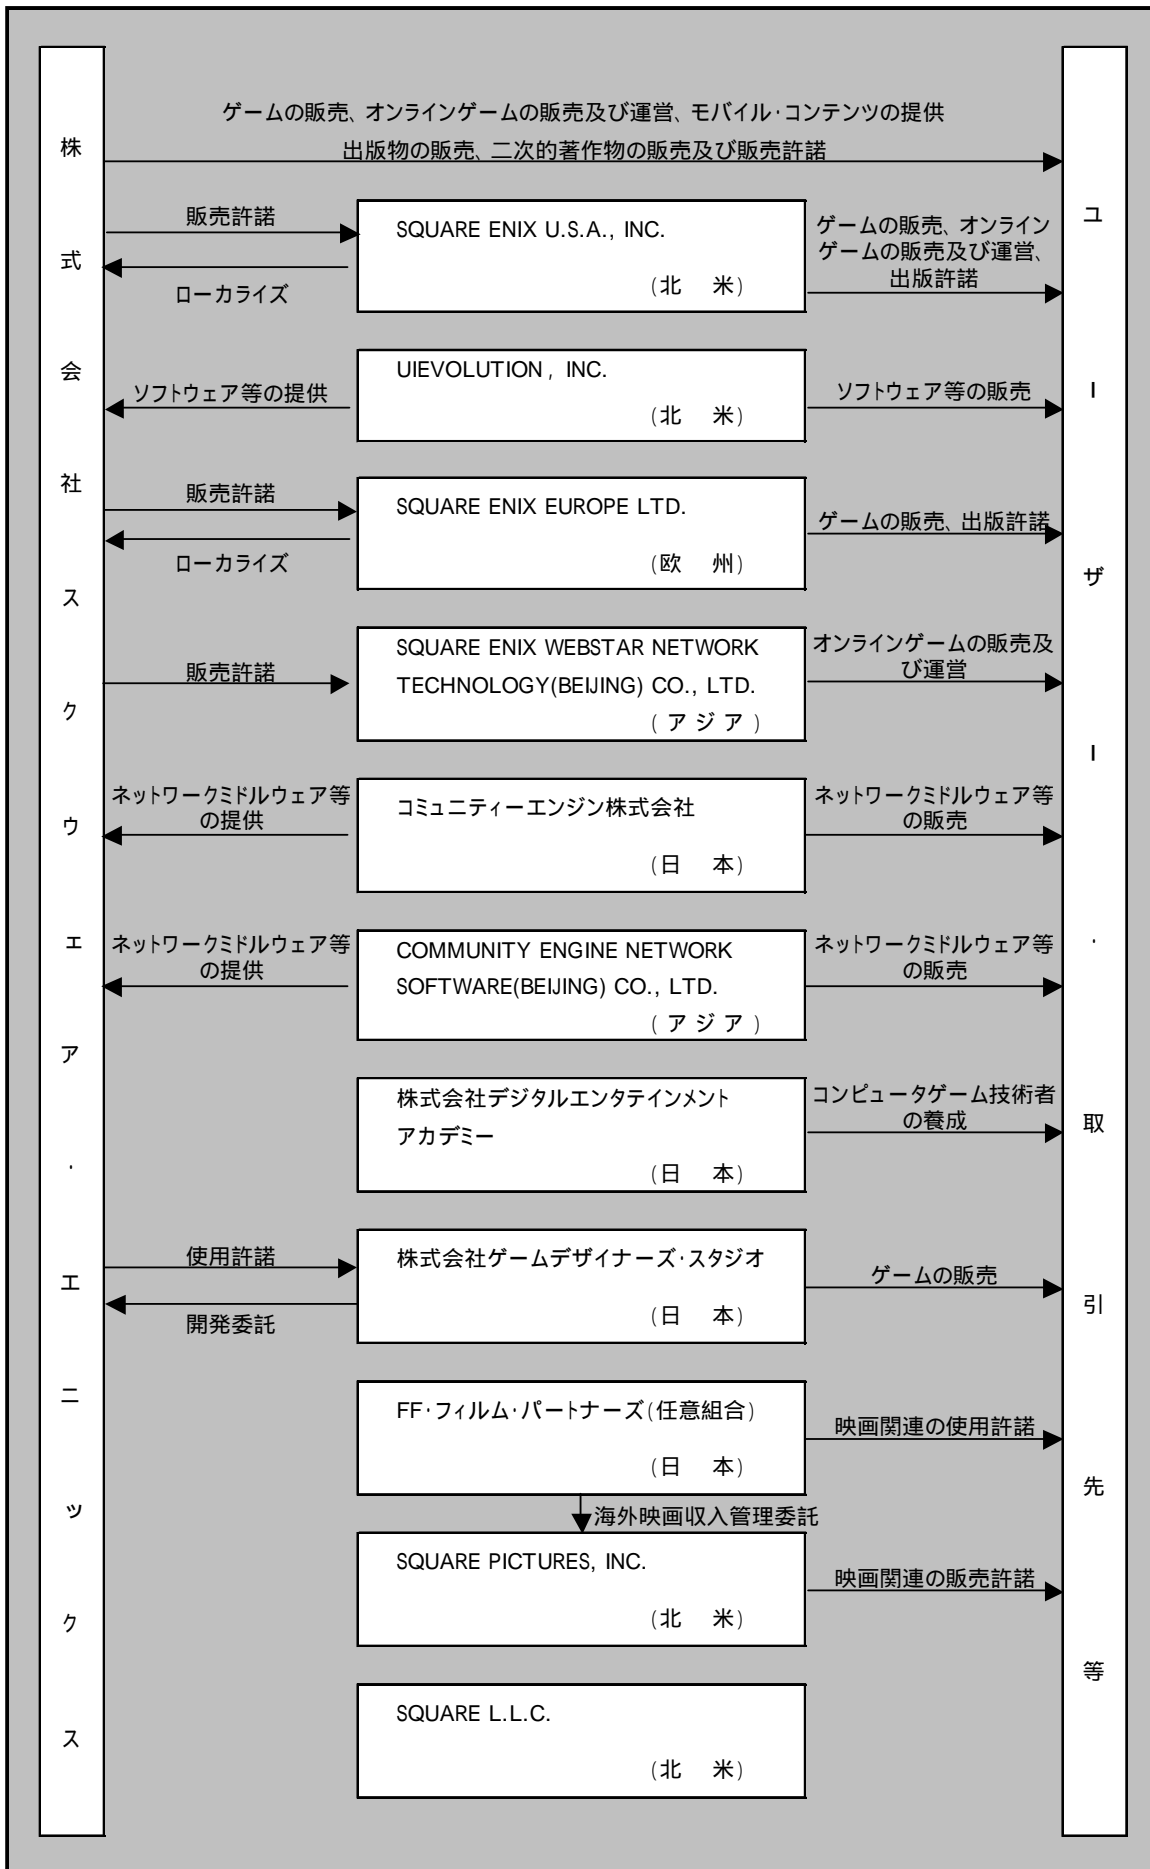 株式会社スクウェア・エニックス
ゲームの販売、オンラインゲームの販売及び運営、モバイル・コンテンツの提供
出版物の販売、二次的著作物の販売及び販売許諾
販売許諾
ローカライズ
SQUARE ENIX U.S.A., INC.
(北 米)
ゲームの販売、オンライン
ゲームの販売及び運営、
出版許諾
ソフトウェア等の提供
UIEVOLUTION , INC.
(北 米)
ソフトウェア等の販売
販売許諾
ローカライズ
SQUARE ENIX EUROPE LTD.
(欧 州)
ゲームの販売、出版許諾
販売許諾
SQUARE ENIX WEBSTAR NETWORK
TECHNOLOGY(BEIJING) CO., LTD.
(アジア)
オンラインゲームの販売及
び運営
ネットワークミドルウェア等
の提供
コミュニティーエンジン株式会社
(日 本)
ネットワークミドルウェア等
の販売
ネットワークミドルウェア等
の提供
COMMUNITY ENGINE NETWORK
SOFTWARE(BEIJING) CO., LTD.
(アジア)
ネットワークミドルウェア等
の販売
株式会社デジタルエンタテインメント
アカデミー
(日 本)
コンピュータゲーム技術者
の養成
使用許諾
開発委託
株式会社ゲームデザイナーズ・スタジオ
(日 本)
ゲームの販売
FF・フィルム・パートナーズ(任意組合)
(日 本)
映画関連の使用許諾
海外映画収入管理委託
SQUARE PICTURES, INC.
(北 米)
映画関連の販売許諾
SQUARE L.L.C.
(北 米)
ユーザー・取引先等